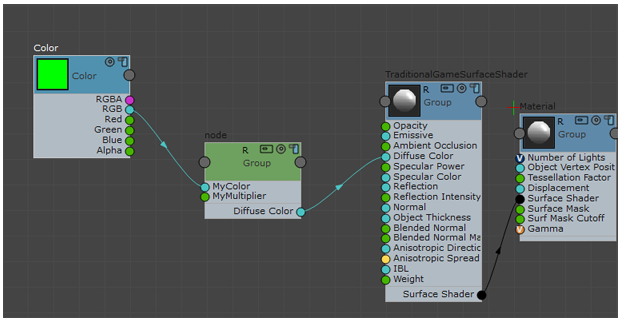 Color
Color
RGBA
RGB
Red
Green
Blue
Alpha
node
R
Group
MyColor
MyMultiplier
Diffuse Color
TraditionalGameSurfaceShader
R
Group
Opacity
Emissive
Ambient Occlusion
Diffuse Color
Specular Power
Specular Color
Reflection
Reflection Intensity
Normal
Object Thickness
Blended Normal
Blended Normal Ma
Anisotropic Directio
Anisotropic Spread
IBL
Weight
Surface Shader
Material
R
Group
V Number of Lights
Object Vertex Posit
Tessellation Factor
Displacement
Surface Shader
Surface Mask
Surf Mask Cutoff
V Gamma